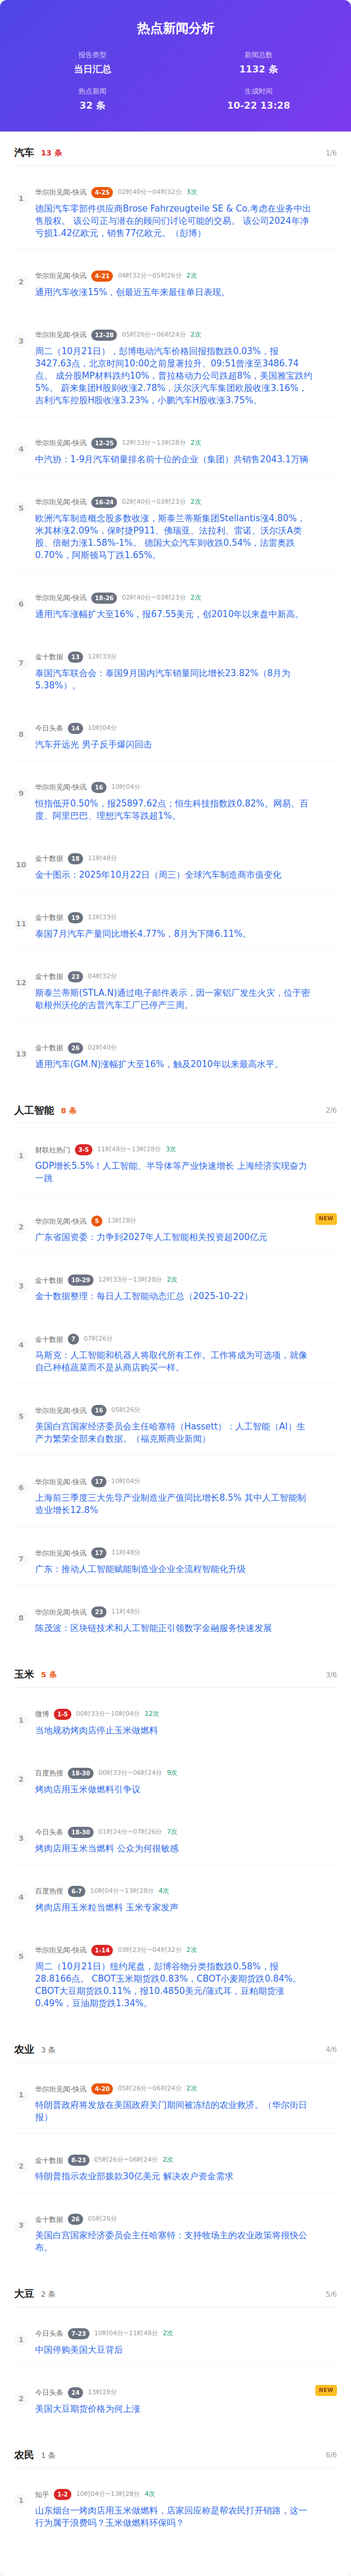 热点新闻分析
报告类型
当日汇总
新闻总数
1132 条
热点新闻
32 条
生成时间
10-22 13:28
汽车 13 条 1/6
1
华尔街见闻-快讯 4-25 02时40分~04时32分 3次
德国汽车零部件供应商Brose Fahrzeugteile SE & Co.考虑在业务中出
售股权。 该公司正与潜在的顾问们讨论可能的交易。 该公司2024年净
亏损1.42亿欧元，销售77亿欧元。（彭博）
2
华尔街见闻-快讯 4-21 04时32分~05时26分 2次
通用汽车收涨15%，创最近五年来最佳单日表现。
3
华尔街见闻-快讯 12-28 05时26分~06时24分 2次
周二（10月21日），彭博电动汽车价格回报指数跌0.03%，报
3427.63点，北京时间10:00之前显著拉升、09:51曾涨至3486.74
点。 成分股MP材料跌约10%，普拉格动力公司跌超8%，美国雅宝跌约
5%。 蔚来集团H股则收涨2.78%，沃尔沃汽车集团欧股收涨3.16%，
吉利汽车控股H股收涨3.23%，小鹏汽车H股收涨3.75%。
4
华尔街见闻-快讯 12-25 12时33分~13时28分 2次
中汽协：1-9月汽车销量排名前十位的企业（集团）共销售2043.1万辆
5
华尔街见闻-快讯 16-24 02时40分~03时23分 2次
欧洲汽车制造概念股多数收涨，斯泰兰蒂斯集团Stellantis涨4.80%，
米其林涨2.09%，保时捷P911、佛瑞亚、法拉利、雷诺、沃尔沃A类
股、倍耐力涨1.58%-1%。 德国大众汽车则收跌0.54%，法雷奥跌
0.70%，阿斯顿马丁跌1.65%。
6
华尔街见闻-快讯 18-26 02时40分~03时23分 2次
通用汽车涨幅扩大至16%，报67.55美元，创2010年以来盘中新高。
7
金十数据 13 12时33分
泰国汽车联合会：泰国9月国内汽车销量同比增长23.82%（8月为
5.38%）。
8
今日头条 14 10时04分
汽车开远光 男子反手爆闪回击
9
华尔街见闻-快讯 16 10时04分
恒指低开0.50%，报25897.62点；恒生科技指数跌0.82%。网易、百
度、阿里巴巴、理想汽车等跌超1%。
10
金十数据 18 11时48分
金十图示：2025年10月22日（周三）全球汽车制造商市值变化
11
金十数据 19 12时33分
泰国7月汽车产量同比增长4.77%，8月为下降6.11%。
12
金十数据 23 04时32分
斯泰兰蒂斯(STLA.N)通过电子邮件表示，因一家铝厂发生火灾，位于密
歇根州沃伦的吉普汽车工厂已停产三周。
13
金十数据 26 02时40分
通用汽车(GM.N)涨幅扩大至16%，触及2010年以来最高水平。
人工智能 8 条 2/6
1
财联社热门 3-5 11时48分~13时28分 3次
GDP增长5.5%！人工智能、半导体等产业快速增长 上海经济实现奋力
一跳
2
华尔街见闻-快讯 5 13时28分 NEW
广东省国资委：力争到2027年人工智能相关投资超200亿元
3
金十数据 10-29 12时33分~13时28分 2次
金十数据整理：每日人工智能动态汇总（2025-10-22）
4
金十数据 7 07时26分
马斯克：人工智能和机器人将取代所有工作。工作将成为可选项，就像
自己种植蔬菜而不是从商店购买一样。
5
华尔街见闻-快讯 16 05时26分
美国白宫国家经济委员会主任哈塞特（Hassett）：人工智能（AI）生
产力繁荣全部来自数据。（福克斯商业新闻）
6
华尔街见闻-快讯 17 10时04分
上海前三季度三大先导产业制造业产值同比增长8.5% 其中人工智能制
造业增长12.8%
7
华尔街见闻-快讯 17 11时48分
广东：推动人工智能赋能制造业企业全流程智能化升级
8
华尔街见闻-快讯 23 11时48分
陈茂波：区块链技术和人工智能正引领数字金融服务快速发展
玉米 5 条 3/6
1
微博 1-5 00时33分~10时04分 12次
当地规劝烤肉店停止玉米做燃料
2
百度热搜 18-30 00时33分~06时24分 9次
烤肉店用玉米做燃料引争议
3
今日头条 18-30 01时24分~07时26分 7次
烤肉店用玉米当燃料 公众为何很敏感
4
百度热搜 6-7 10时04分~13时28分 4次
烤肉店用玉米粒当燃料 玉米专家发声
5
华尔街见闻-快讯 1-14 03时23分~04时32分 2次
周二（10月21日）纽约尾盘，彭博谷物分类指数跌0.58%，报
28.8166点。 CBOT玉米期货跌0.83%，CBOT小麦期货跌0.84%。
CBOT大豆期货跌0.11%，报10.4850美元/蒲式耳，豆粕期货涨
0.49%，豆油期货跌1.34%。
农业 3 条 4/6
1
华尔街见闻-快讯 4-20 05时26分~06时24分 2次
特朗普政府将发放在美国政府关门期间被冻结的农业救济。（华尔街日
报）
2
金十数据 8-23 05时26分~06时24分 2次
特朗普指示农业部拨款30亿美元 解决农户资金需求
3
金十数据 26 05时26分
美国白宫国家经济委员会主任哈塞特：支持牧场主的农业政策将很快公
布。
大豆 2 条 5/6
1
今日头条 7-23 10时04分~11时48分 2次
中国停购美国大豆背后
2
今日头条 24 13时28分 NEW
美国大豆期货价格为何上涨
农民 1 条 6/6
1
知乎 1-2 10时04分~13时28分 4次
山东烟台一烤肉店用玉米做燃料，店家回应称是帮农民打开销路，这一
行为属于浪费吗？玉米做燃料环保吗？